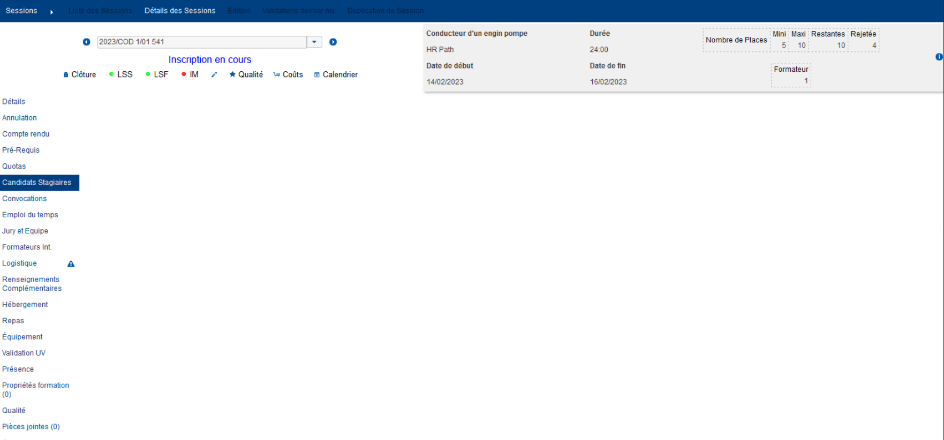 Sessions
Liste des Sessions
Détails des Sessions
Edition
Duplication de Session
2023/COD 1/01 541
Inscription en cours
Clôture LSS LSF IM Qualité Coûts Calendrier
Conducteur d'un engin pompe
Durée
HR Path
24:00
Date de début
Date de fin
14/02/2023
16/02/2023
Nombre de Places
Mini Maxi Restantes Rejetée
5 10 10 4
Formateur
1
Détails
Annulation
Compte rendu
Pré-Requis
Quotas
Candidats Stagiaires
Convocations
Emploi du temps
Jury et Equipe
Formateurs Int.
Logistique
Renseignements
Complémentaires
Hébergement
Repas
Équipement
Validation UV
Présence
Propriétés formation
(0)
Qualité
Pièces jointes (0)